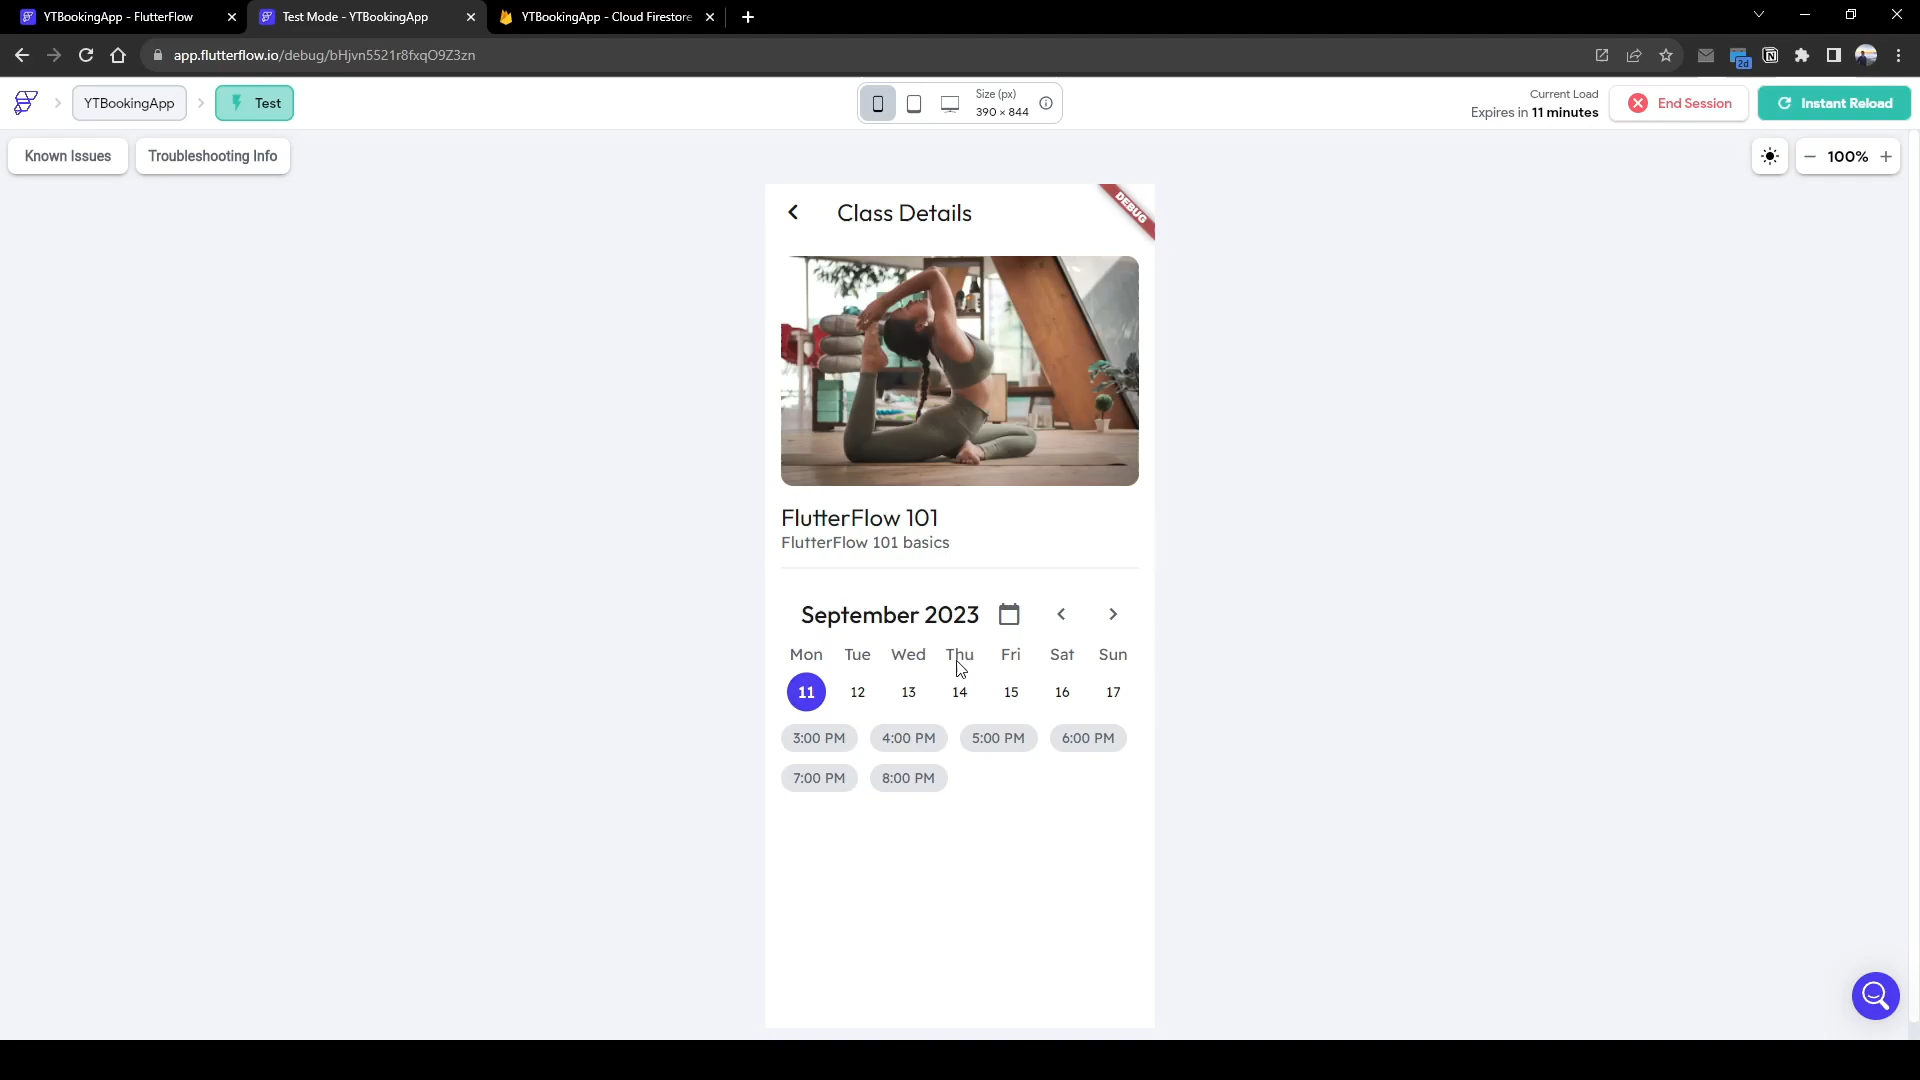 YTBookingApp - FlutterFlow
Test Mode - YTBookingApp
YTBookingApp - Cloud Firestore
app.flutterflow.io/debug/bHjvn5521r8fxqO9Z3zn
2d
YTBookingApp
Test
Size (px)
390 × 844
Current Load
Expires in 11 minutes
End Session
Instant Reload
Known Issues
Troubleshooting Info
100%
Class Details
DEBUG
FlutterFlow 101
FlutterFlow 101 basics
September 2023
Mon Tue Wed Thu Fri Sat Sun
11 12 13 14 15 16 17
3:00 PM 4:00 PM 5:00 PM 6:00 PM
7:00 PM 8:00 PM